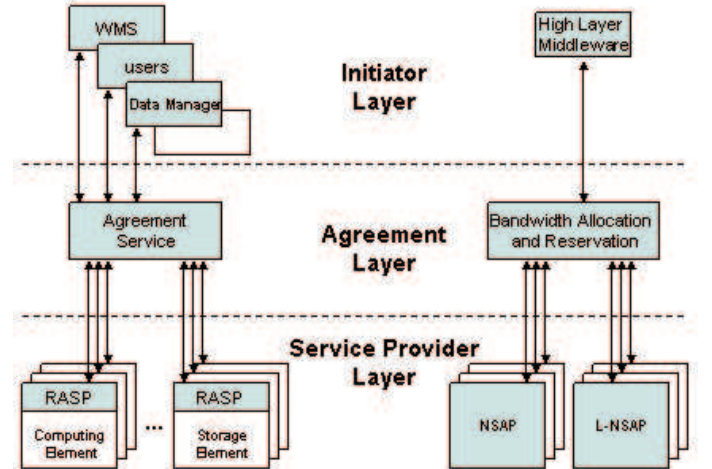 WMS
users
Data Manager
Initiator
Layer
High Layer
Middleware
Agreement
Service
Agreement
Layer
Bandwidth Allocation
and Reservation
Service Provider
Layer
RASP
Computing
Element
...
RASP
Storage
Element
NSAP
L-NSAP